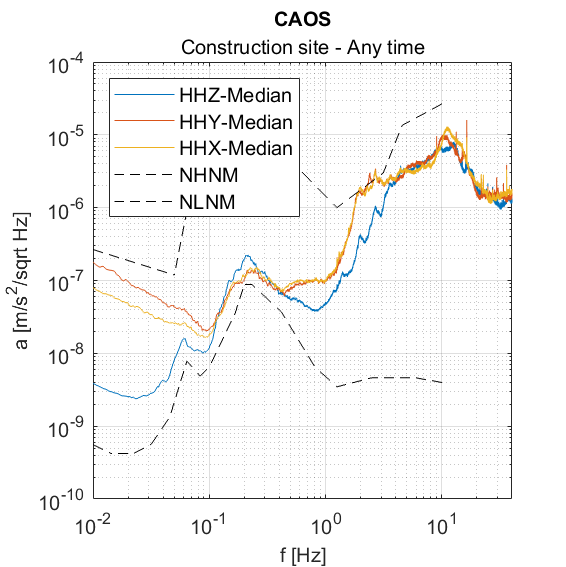 CAOS
Construction site - Any time
10^-4
HHZ-Median
HHY-Median
HHX-Median
NHNM
NLNM
10^-5
10^-6
10^-7
10^-8
10^-9
10^-10
a [m/s^2/sqrt Hz]
10^-2
10^-1
10^0
10^1
f [Hz]